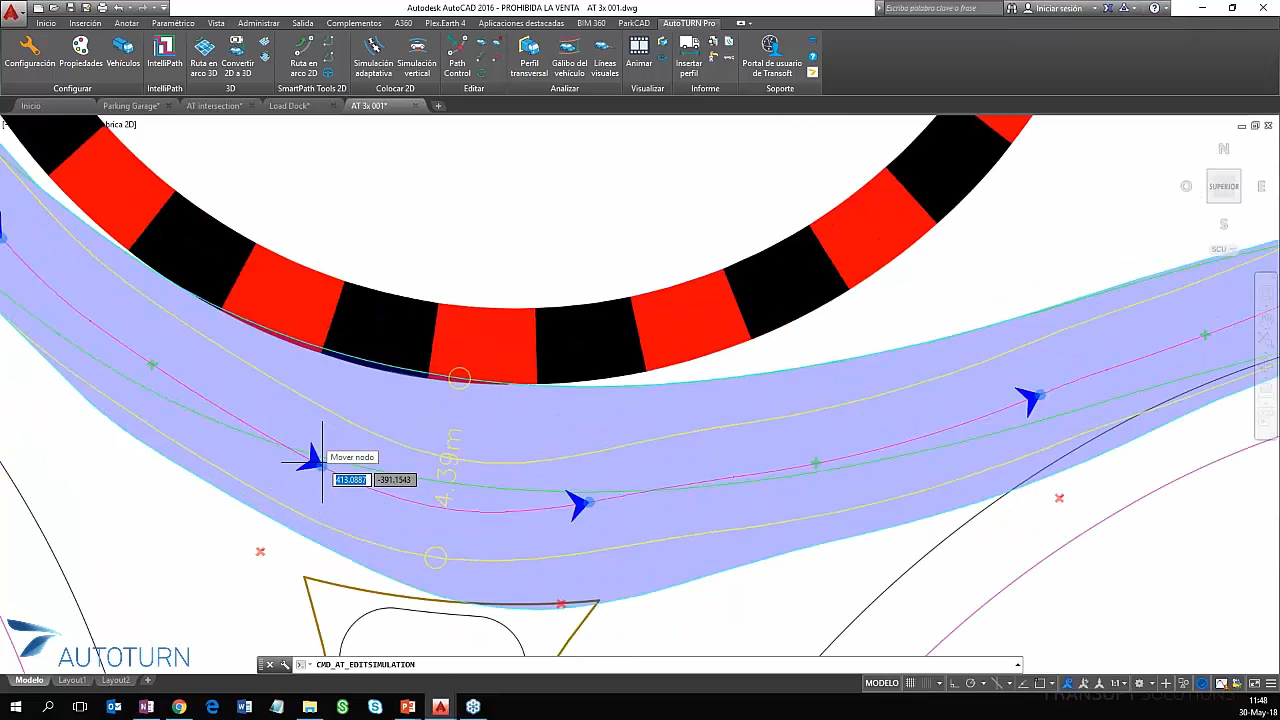 Autodesk AutoCAD 2016 - PROHIBIDA LA VENTA    AT 3x 001.dwg
Escriba palabra clave o frase
Iniciar sesión
Inicio Inserción Anotar Paramétrico Vista Administrar Salida Complementos A360 Plex.Earth 4 Aplicaciones destacadas BIM 360 ParkCAD AutoTURN Pro
Configuración Propiedades Vehículos IntelliPath Ruta en arco 3D Convertir 2D a 3D Ruta en arco 2D Simulación adaptativa Simulación vertical Path Control Perfil transversal Gálibo del vehículo Líneas visuales Animar Insertar perfil Portal de usuario de Transoft
Configurar IntelliPath 3D SmartPath Tools 2D Colocar 2D Editar Analizar Visualizar Informe Soporte
Inicio Parkung Garage* AT intersection* Load Dock* AT 3x 001*
brica 2D]
N
O SUPERIOR E
S
SCU
4.39m
Mover nodo
413.0887 -391.1543
AUTOTURN
CMD_AT_EDITSIMULATION
Modelo Layout1 Layout2
MODELO
1:1
TRANSOFT SOLUTIONS
11:48
30-May-18